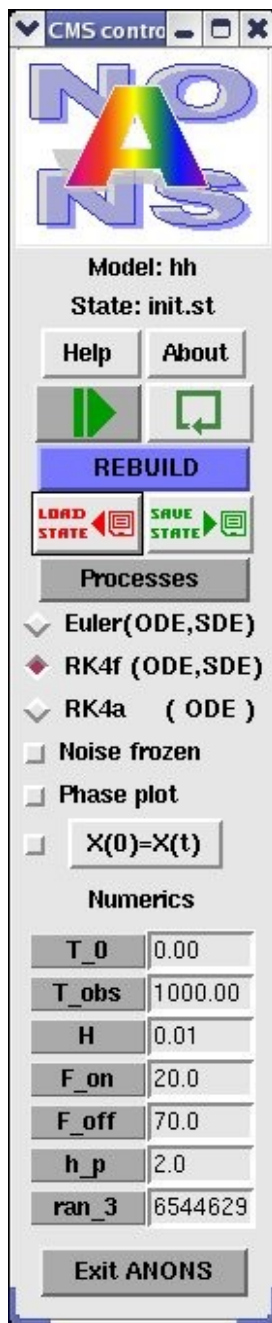 CMS contro
NO
A
NS
Model: hh
State: init.st
Help About
REBUILD
LOAD STATE SAVE STATE
Processes
Euler(ODE,SDE)
RK4f (ODE,SDE)
RK4a ( ODE )
Noise frozen
Phase plot
X(0)=X(t)
Numerics
T_0 0.00
T_obs 1000.00
H 0.01
F_on 20.0
F_off 70.0
h_p 2.0
ran_3 6544629
Exit ANONS